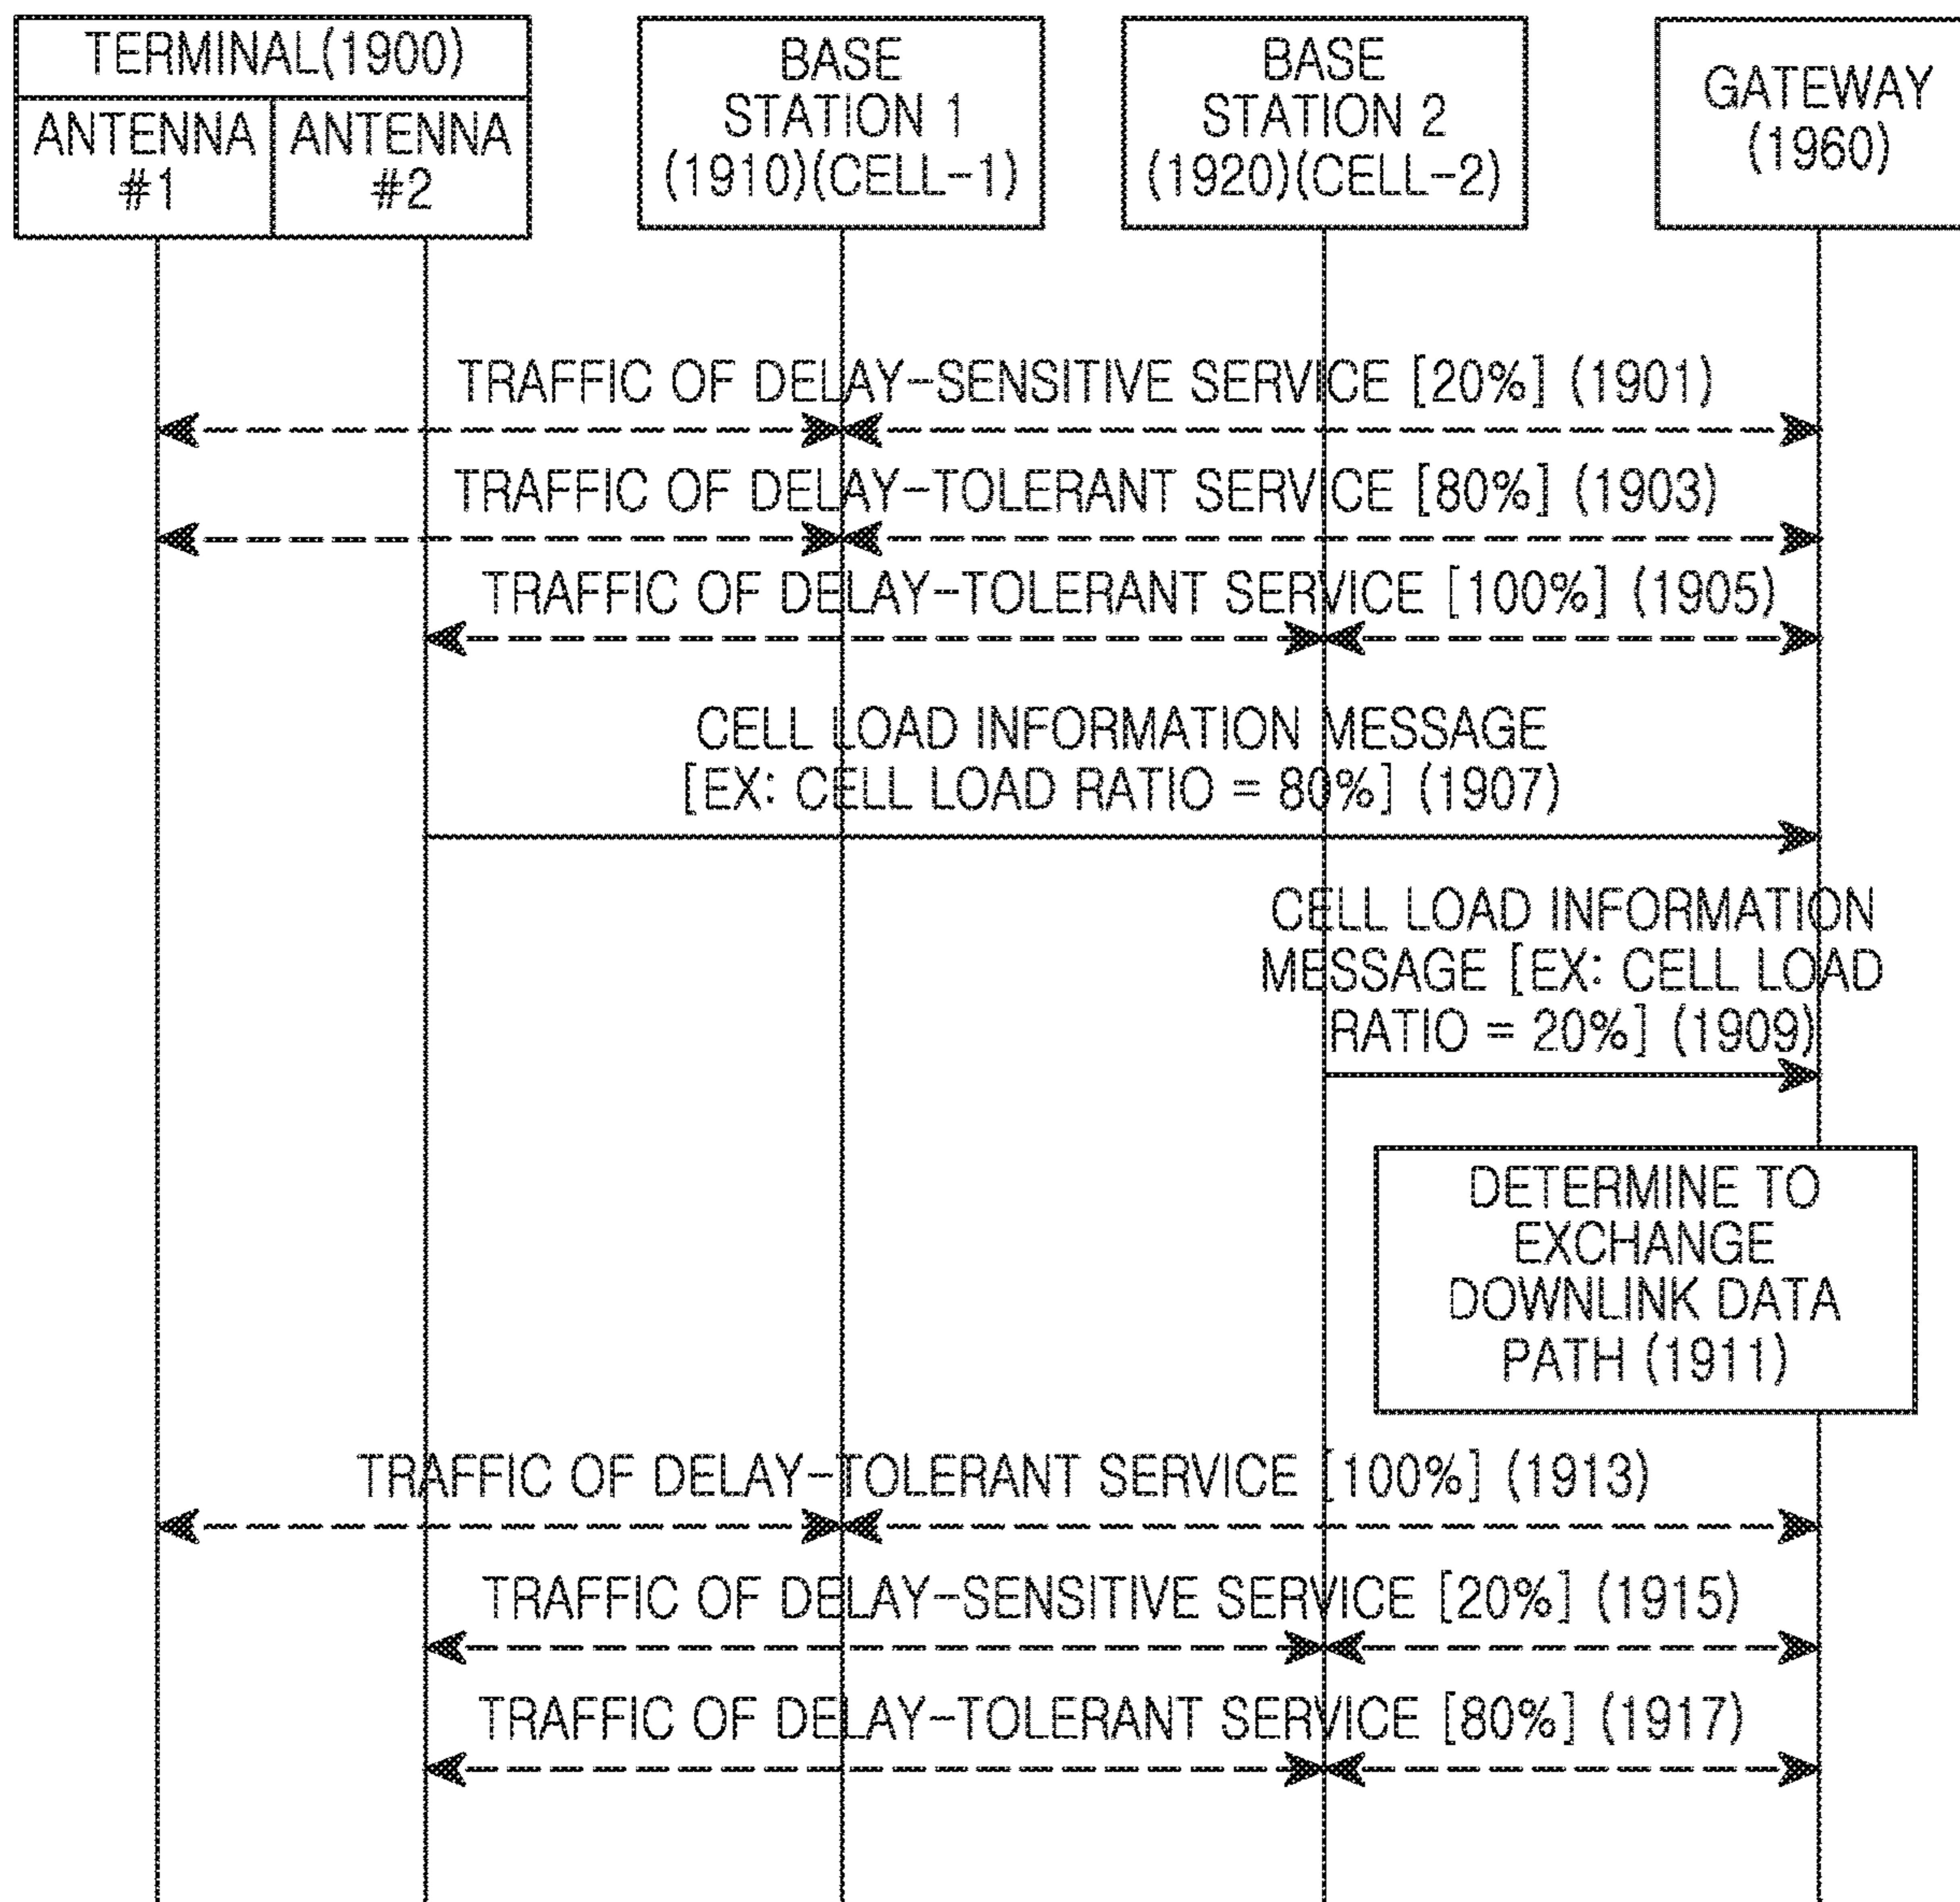 TERMINAL(1900)
ANTENNA
#1
ANTENNA
#2
BASE
STATION 1
(1910)(CELL-1)
BASE
STATION 2
(1920)(CELL-2)
GATEWAY
(1960)
TRAFFIC OF DELAY-SENSITIVE SERVICE [20%] (1901)
TRAFFIC OF DELAY-TOLERANT SERVICE [80%] (1903)
TRAFFIC OF DELAY-TOLERANT SERVICE [100%] (1905)
CELL LOAD INFORMATION MESSAGE
[EX: CELL LOAD RATIO = 80%] (1907)
CELL LOAD INFORMATION
MESSAGE [EX: CELL LOAD
RATIO = 20%] (1909)
DETERMINE TO
EXCHANGE
DOWNLINK DATA
PATH (1911)
TRAFFIC OF DELAY-TOLERANT SERVICE [100%] (1913)
TRAFFIC OF DELAY-SENSITIVE SERVICE [20%] (1915)
TRAFFIC OF DELAY-TOLERANT SERVICE [80%] (1917)